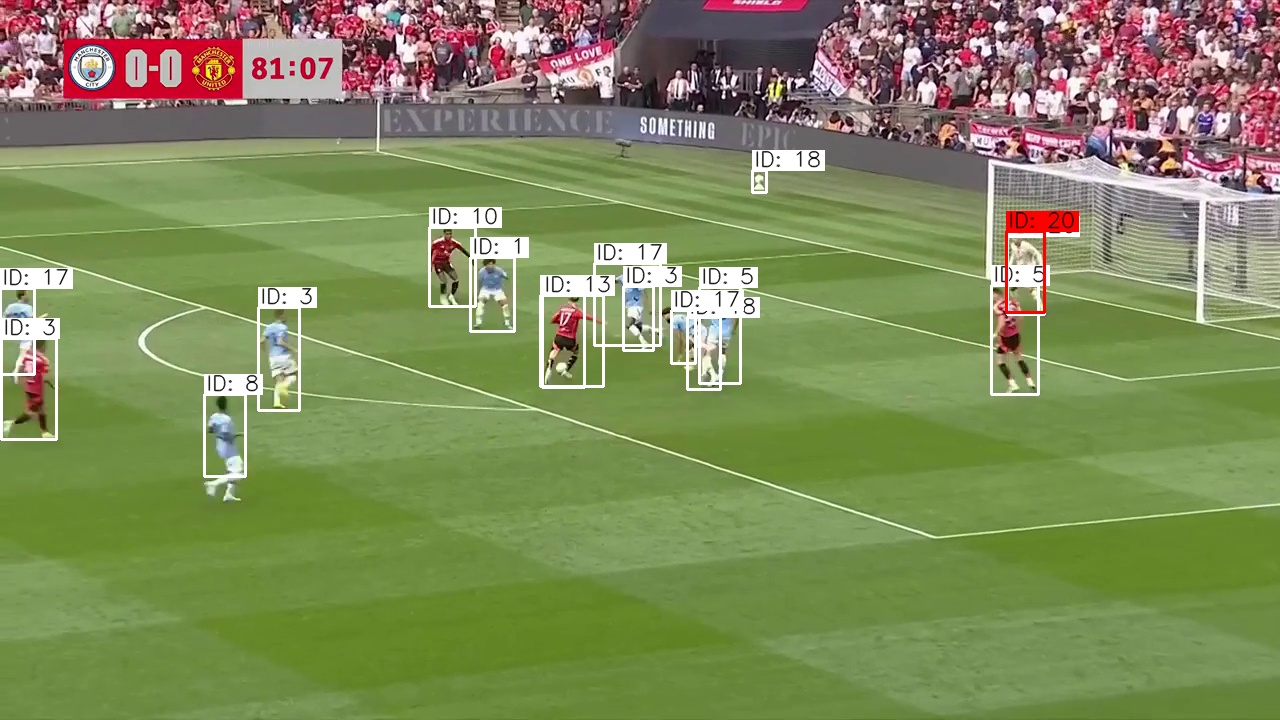 SHIELD
MANCHESTER
CITY
0-0
MANCHESTER
UNITED
81:07
ONE LOVE
EXPERIENCE
SOMETHING
EPIC
ID: 18
ID: 20
ID: 10
ID: 1
ID: 17
ID: 3
ID: 5
ID: 17
ID: 13
ID: 17
ID: 5
ID: 3
17
ID: 3
ID: 8